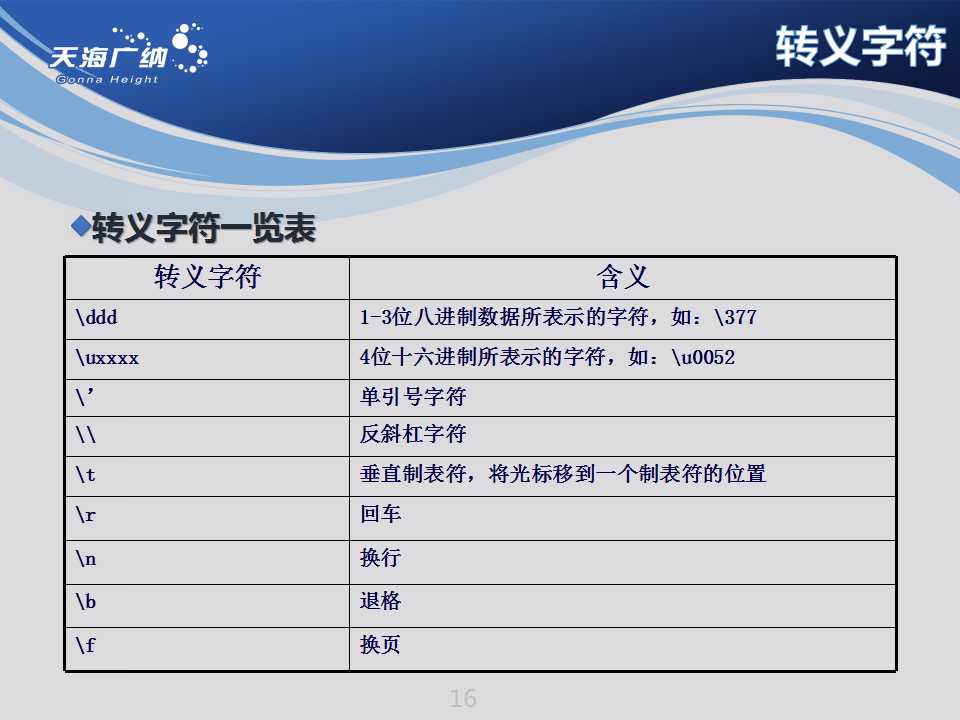 天海广纳
Gonna Height
转义字符
转义字符一览表
转义字符 含义
\ddd 1-3位八进制数据所表示的字符，如：\377
\uxxxx 4位十六进制所表示的字符，如：\u0052
\’ 单引号字符
\\ 反斜杠字符
\t 垂直制表符，将光标移到一个制表符的位置
\r 回车
\n 换行
\b 退格
\f 换页
16